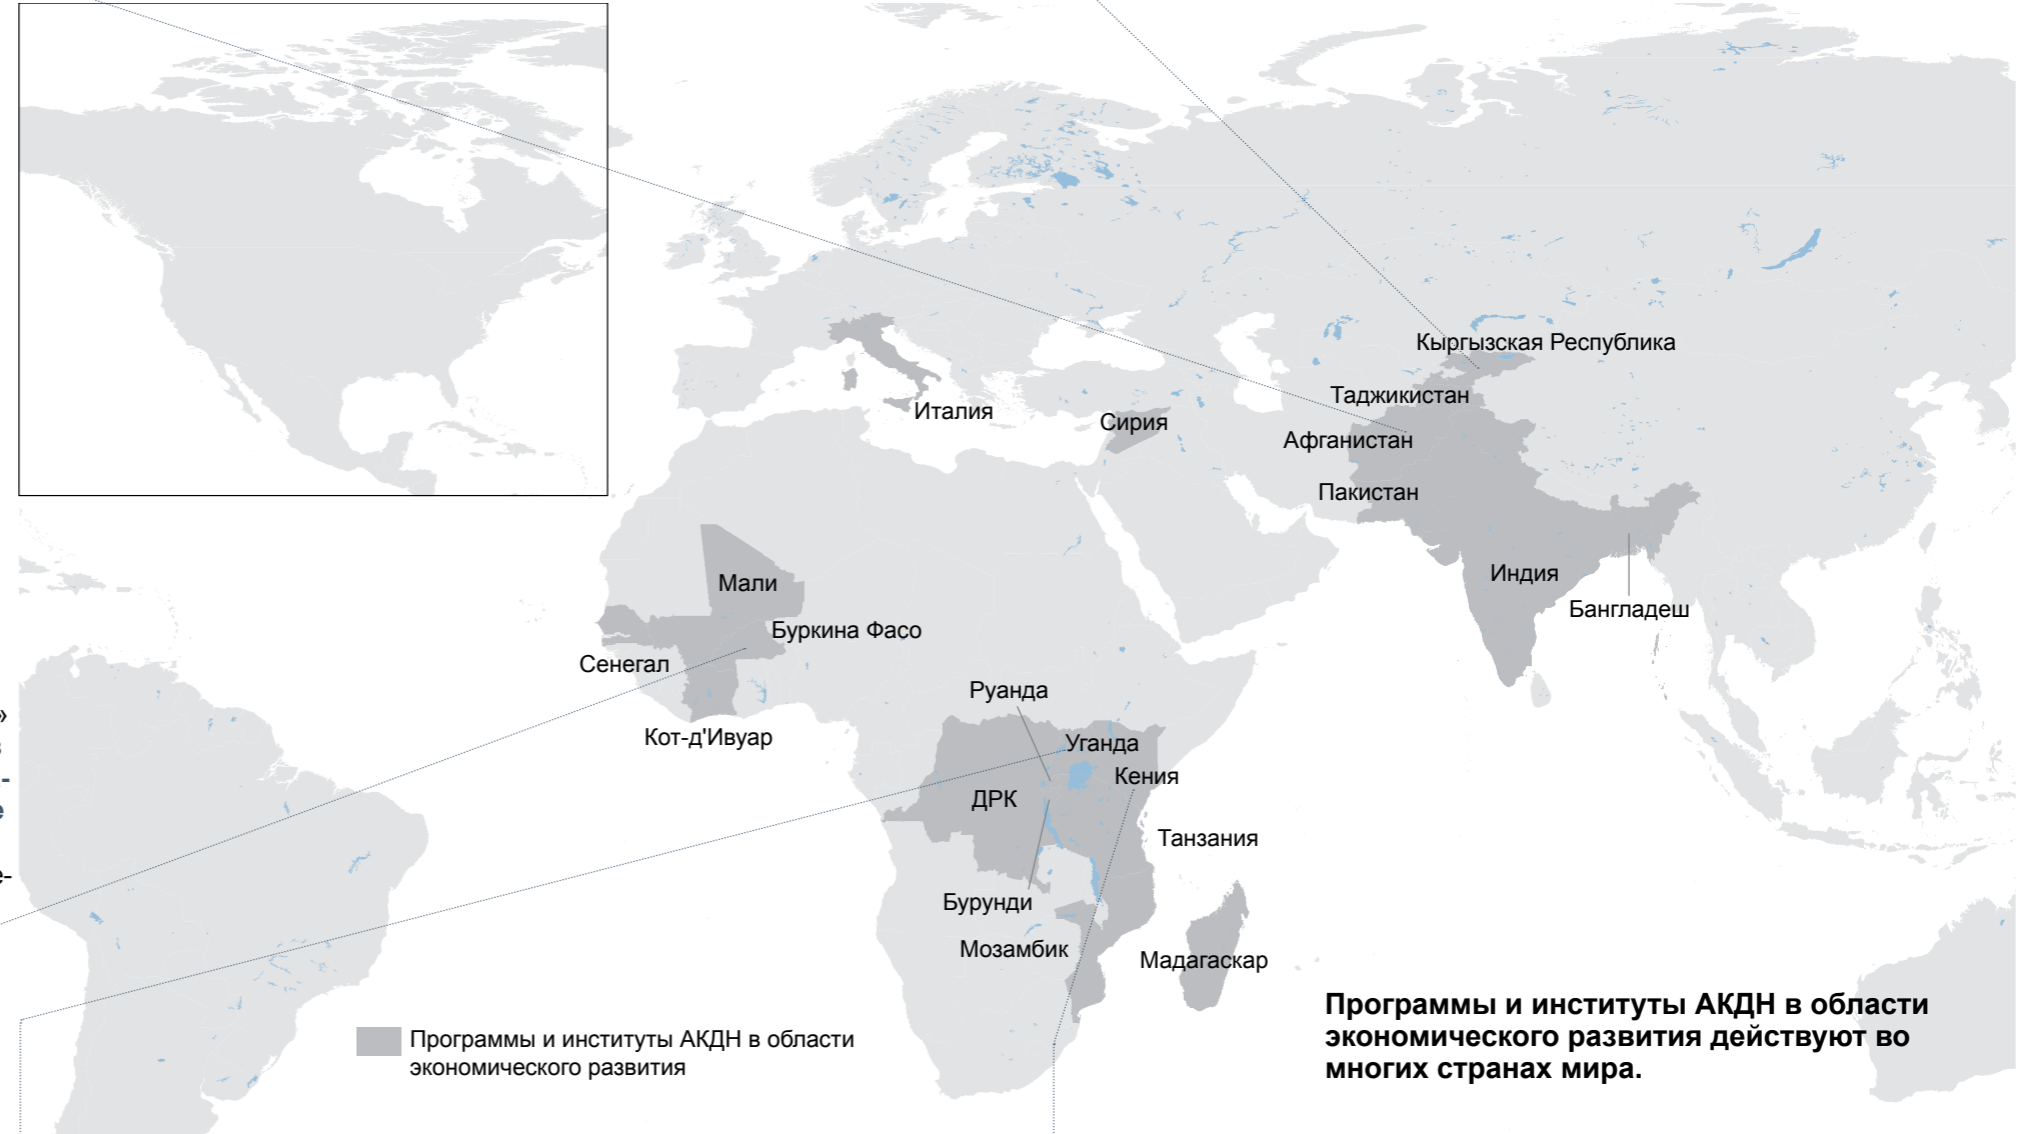 Кыргызская Республика
Таджикистан
Италия
Сирия
Афганистан
Пакистан
Мали
Индия
Бангладеш
Буркина Фасо
Сенегал
Руанда
»
Кот-д'Ивуар
Уганда
в
Кения
-
ДРК
е
Танзания
е-
Бурунди
Мозамбик
Мадагаскар
Программы и институты АКДН в области
экономического развития действуют во
многих странах мира.
Программы и институты АКДН в области
экономического развития